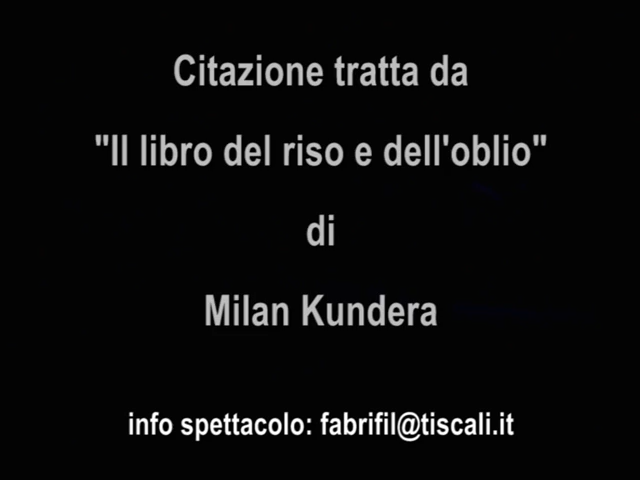 Citazione tratta da
"Il libro del riso e dell'oblio"
di
Milan Kundera
info spettacolo: fabrifil@tiscali.it